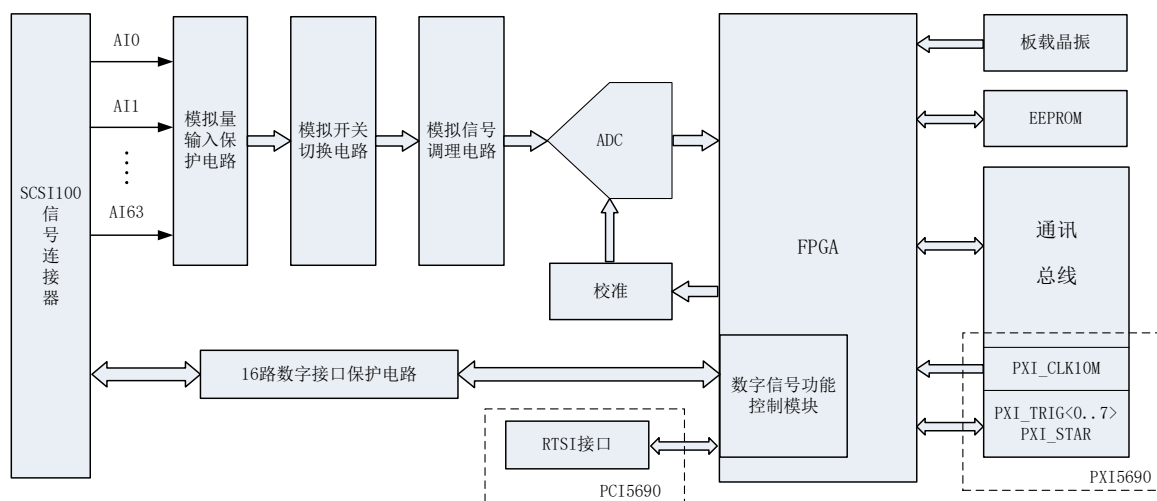 SCSI100
信
号
连
接
器
AI0
AI1
AI63
模拟量
输入保
护电路
模拟开关
切换电路
模拟信号
调理电路
ADC
校准
16路数字接口保护电路
RTSI接口
PCI5690
FPGA
数字信号功能
控制模块
板载晶振
EEPROM
通讯
总线
PXI_CLK10M
PXI_TRIG<0..7>
PXI_STAR
PXI5690